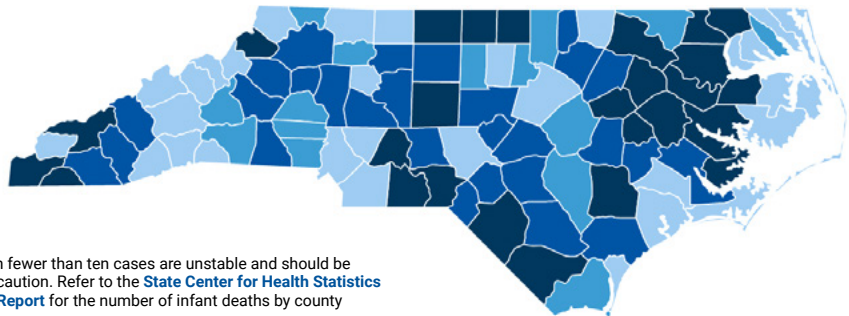 n fewer than ten cases are unstable and should be
caution. Refer to the State Center for Health Statistics
Report for the number of infant deaths by county